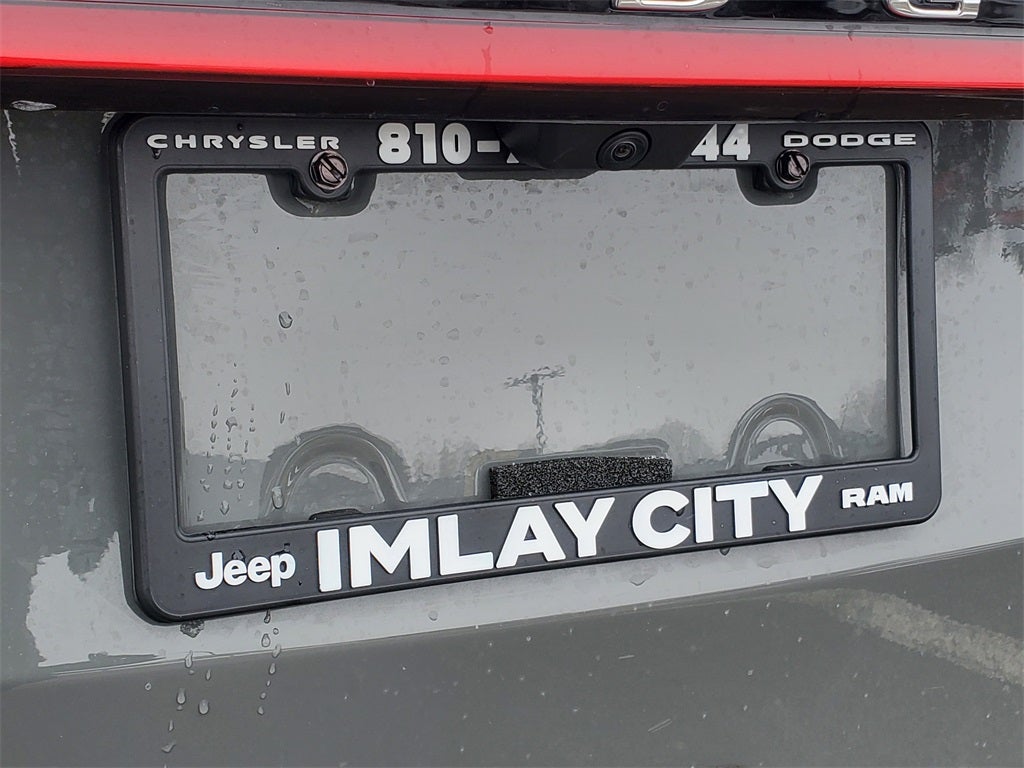 CHRYSLER 810- 44 DODGE
Jeep IMLAY CITY RAM